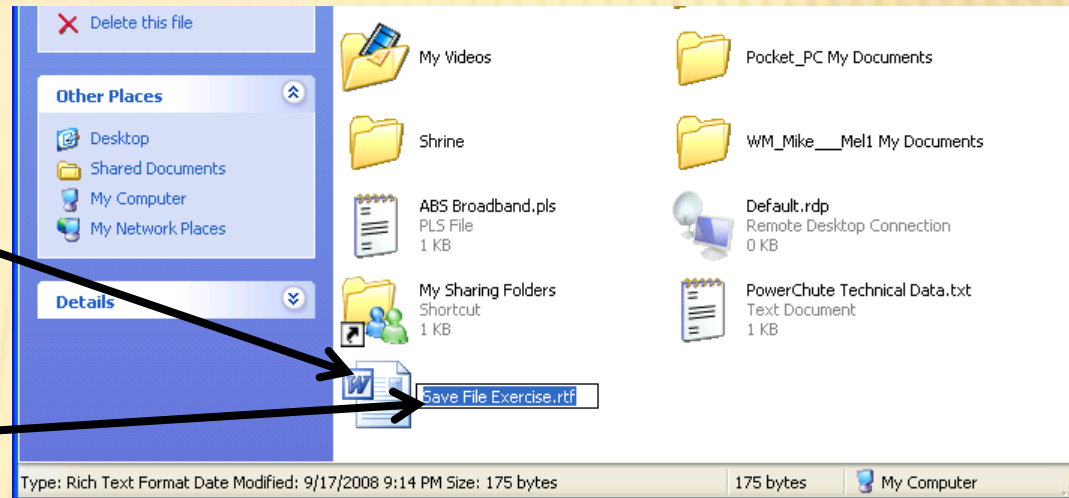 Delete this file
Other Places
Desktop
Shared Documents
My Computer
My Network Places
Details
My Videos
Pocket_PC My Documents
Shrine
WM_Mike___Mel1 My Documents
ABS Broadband.pls
PLS File
1 KB
Default.rdp
Remote Desktop Connection
0 KB
My Sharing Folders
Shortcut
1 KB
PowerChute Technical Data.txt
Text Document
1 KB
W
Save File Exercise.rtf
Type: Rich Text Format Date Modified: 9/17/2008 9:14 PM Size: 175 bytes
175 bytes
My Computer